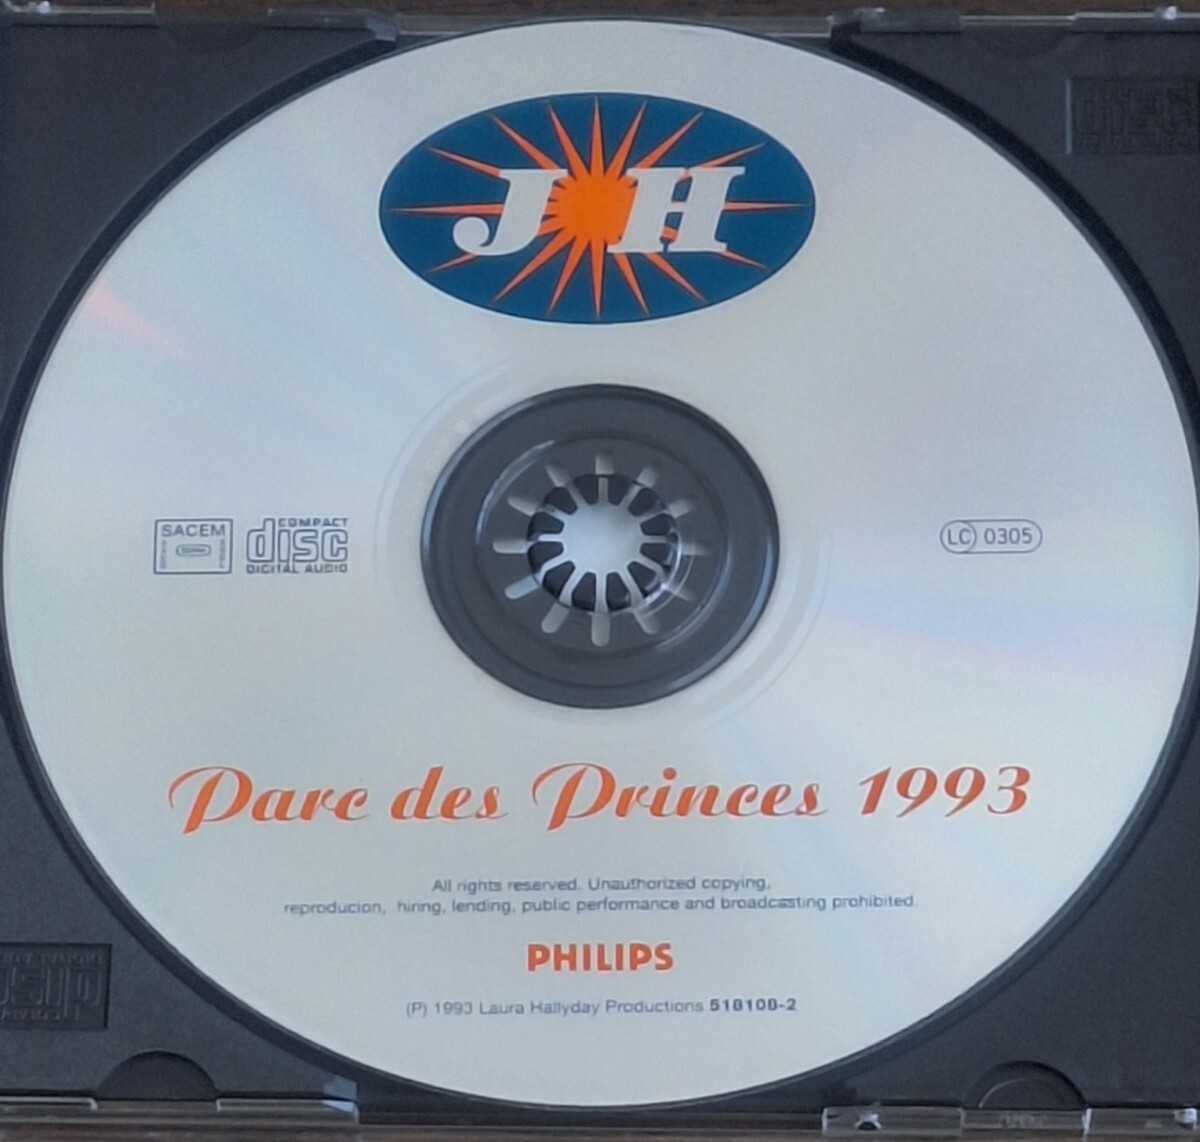 JH
SACEM
COMPACT
disc
DIGITAL AUDIO
LC 0305
Parc des Princes 1993
All rights reserved. Unauthorized copying,
reproducion, hiring, lending, public performance and broadcasting prohibited.
PHILIPS
(P) 1993 Laura Hallyday Productions 518108-2